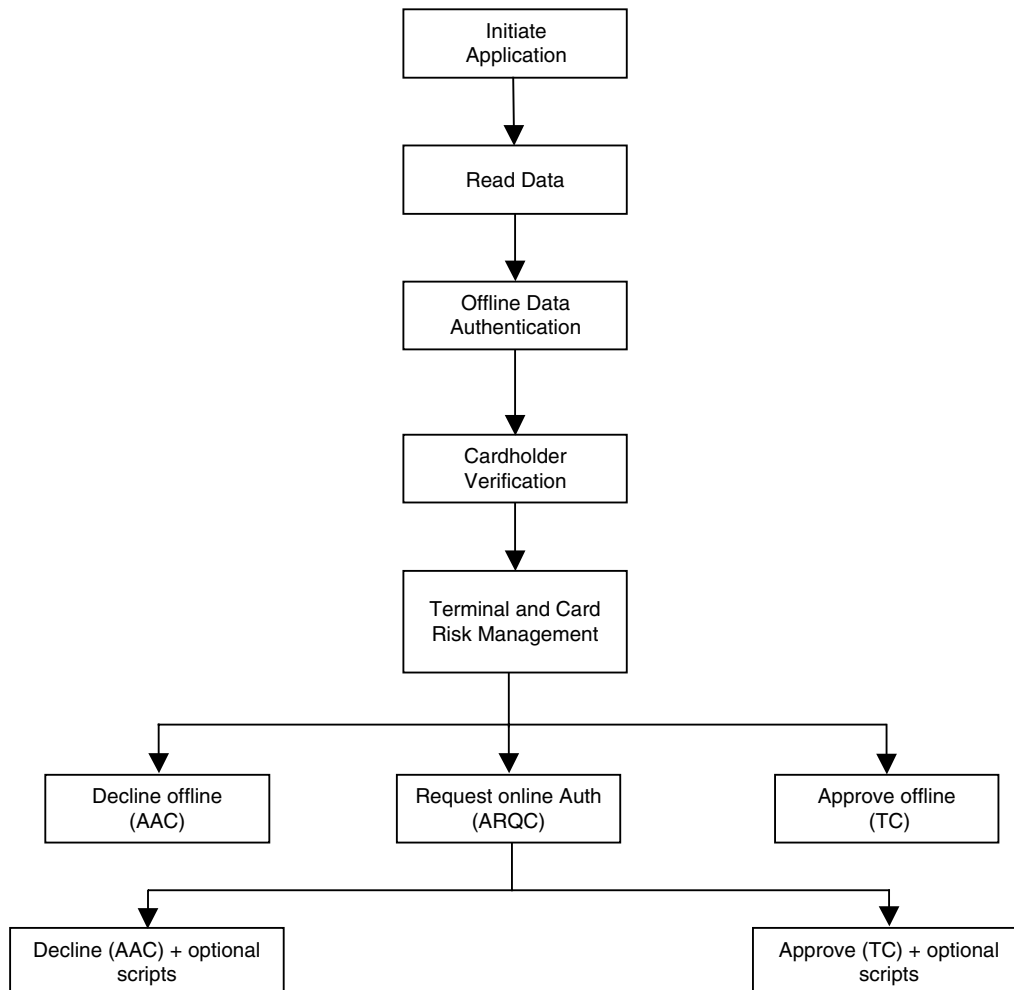 Initiate
Application
Read Data
Offline Data
Authentication
Cardholder
Verification
Terminal and Card
Risk Management
Decline offline
(AAC)
Request online Auth
(ARQC)
Approve offline
(TC)
Decline (AAC) + optional
scripts
Approve (TC) + optional
scripts